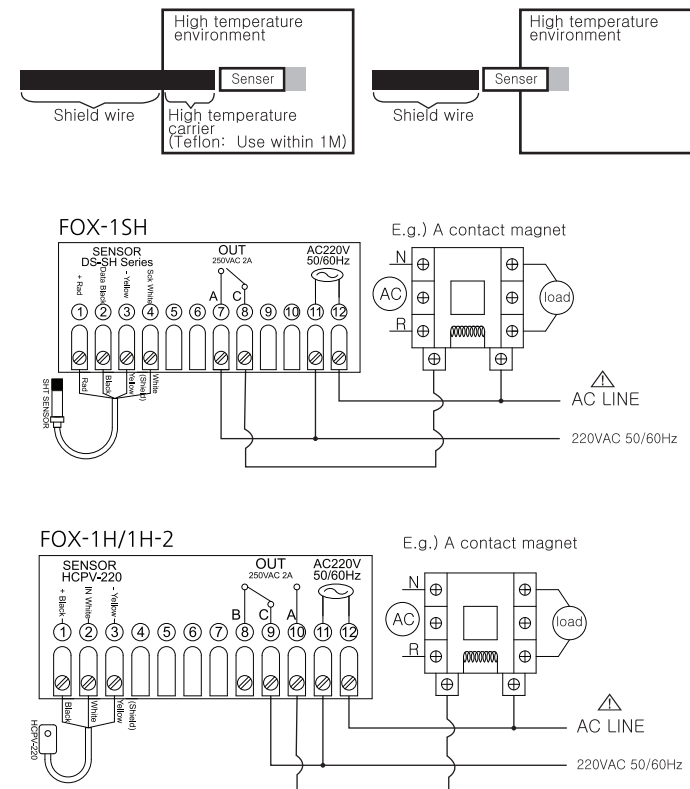 High temperature
environment
Senser
Shield wire
High temperature
carrier
(Teflon: Use within 1M)
High temperature
environment
Senser
Shield wire
FOX-1SH
E.g.) A contact magnet
SENSOR
DS-SH Series
OUT
250VAC 2A
AC220V
50/60Hz
+ Rad
Data Black
- Yellow
Sck White
A
C
1 2 3 4 5 6 7 8 9 10 11 12
N
AC
R
load
SHT SENSOR
Rad
Black
Yellow
(Shield)
White
AC LINE
220VAC 50/60Hz
FOX-1H/1H-2
E.g.) A contact magnet
SENSOR
HCPV-220
OUT
250VAC 2A
AC220V
50/60Hz
+ Black
IN White
- Yellow
B
C
A
1 2 3 4 5 6 7 8 9 10 11 12
N
AC
R
load
HCPV-220
Black
White
Yellow
(Shield)
AC LINE
220VAC 50/60Hz